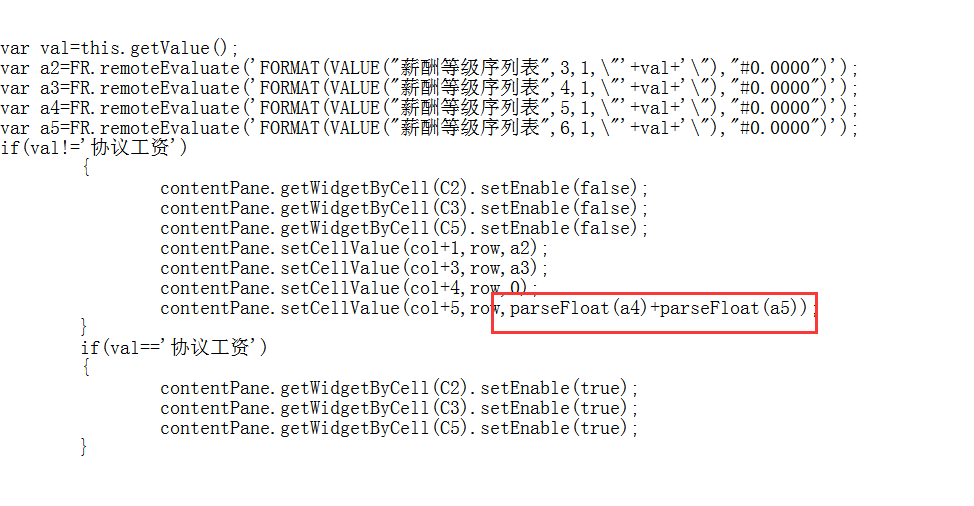 var val=this.getValue();
var a2=FR.remoteEvaluate('FORMAT(VALUE("薪酬等级序列表",3,1,\"'+val+'\"),"#0.0000")');
var a3=FR.remoteEvaluate('FORMAT(VALUE("薪酬等级序列表",4,1,\"'+val+'\"),"#0.0000")');
var a4=FR.remoteEvaluate('FORMAT(VALUE("薪酬等级序列表",5,1,\"'+val+'\"),"#0.0000")');
var a5=FR.remoteEvaluate('FORMAT(VALUE("薪酬等级序列表",6,1,\"'+val+'\"),"#0.0000")');
if(val!='协议工资')
{
contentPane.getWidgetByCell(C2).setEnable(false);
contentPane.getWidgetByCell(C3).setEnable(false);
contentPane.getWidgetByCell(C5).setEnable(false);
contentPane.setCellValue(col+1,row,a2);
contentPane.setCellValue(col+3,row,a3);
contentPane.setCellValue(col+4,row,0);
contentPane.setCellValue(col+5,row,parseFloat(a4)+parseFloat(a5));
}
if(val=='协议工资')
{
contentPane.getWidgetByCell(C2).setEnable(true);
contentPane.getWidgetByCell(C3).setEnable(true);
contentPane.getWidgetByCell(C5).setEnable(true);
}